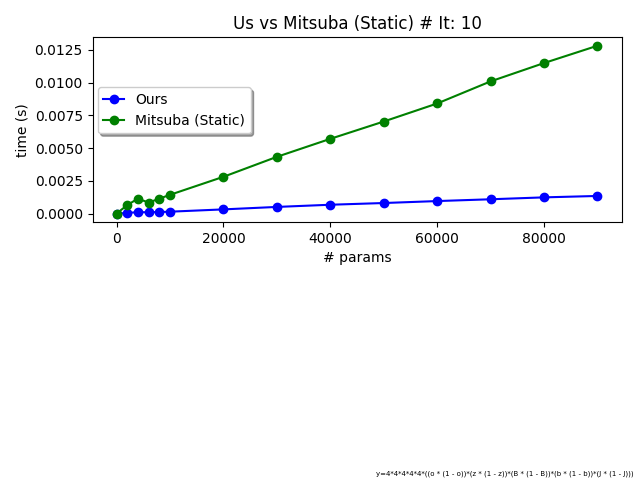 Us vs Mitsuba (Static) # It: 10
0.0125
0.0100
0.0075
0.0050
0.0025
0.0000
time (s)
Ours
Mitsuba (Static)
0 20000 40000 60000 80000
# params
y=4*4*4*4*4*((o * (1 - o))*(z * (1 - z))*(B * (1 - B))*(b * (1 - b))*(J * (1 - J)))